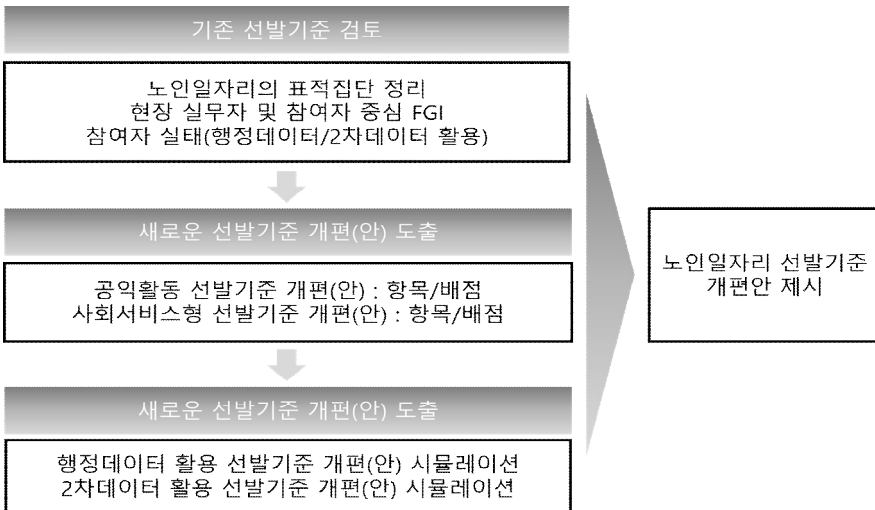 기존 선발기준 검토
노인일자리의 표적집단 정리
현장 실무자 및 참여자 중심 FGI
참여자 실태(행정데이터/2차데이터 활용)
새로운 선발기준 개편(안) 도출
공익활동 선발기준 개편(안) : 항목/배점
사회서비스형 선발기준 개편(안) : 항목/배점
새로운 선발기준 개편(안) 도출
행정데이터 활용 선발기준 개편(안) 시뮬레이션
2차데이터 활용 선발기준 개편(안) 시뮬레이션
노인일자리 선발기준
개편안 제시